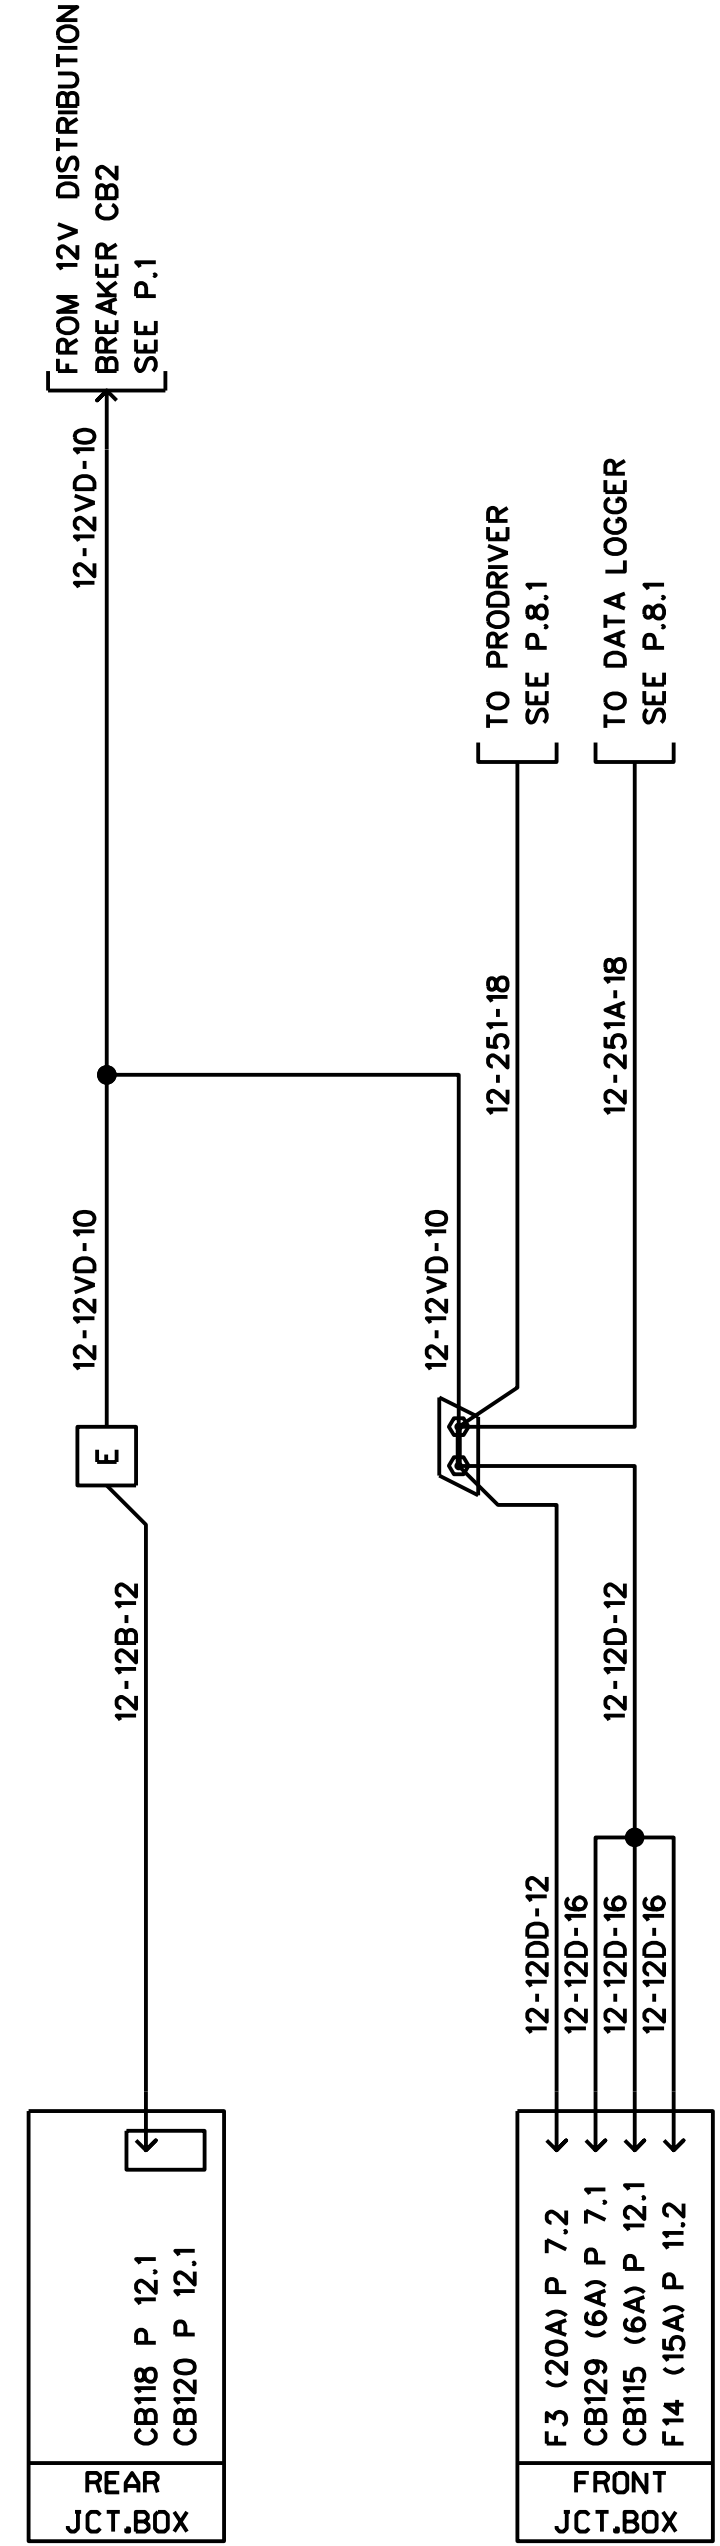 FROM 12V DISTRIBUTION
BREAKER CB2
SEE P.1
12-12VD-10
TO PRODRIVER
SEE P.8.1
TO DATA LOGGER
SEE P.8.1
12-251-18
12-251A-18
12-12VD-10
12-12VD-10
E
12-12B-12
12-12D-12
12-12DD-12
12-12D-16
12-12D-16
12-12D-16
CB118 P 12.1
CB120 P 12.1
REAR
JCT.BOX
F3 (20A) P 7.2
CB129 (6A) P 7.1
CB115 (6A) P 12.1
F14 (15A) P 11.2
FRONT
JCT.BOX